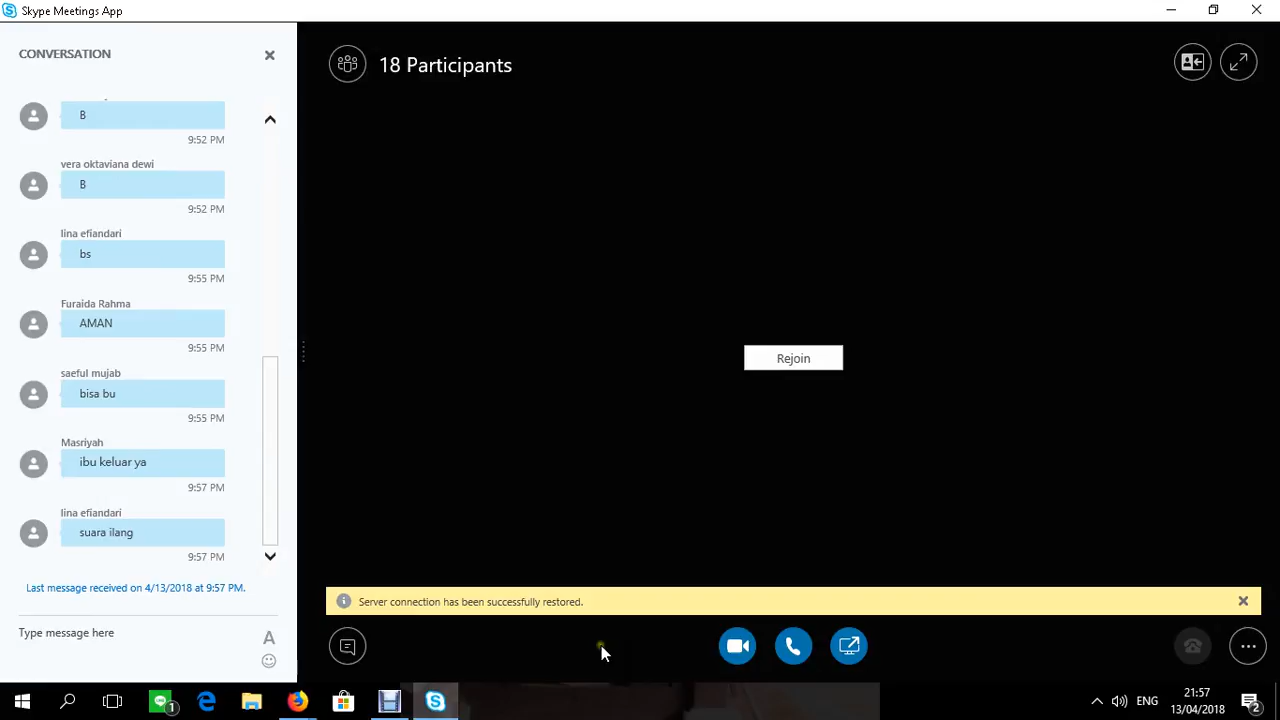 Skype Meetings App
CONVERSATION
18 Participants
B
9:52 PM
vera oktaviana dewi
B
9:52 PM
lina efiandari
bs
9:55 PM
Furaida Rahma
AMAN
9:55 PM
saeful mujab
bisa bu
9:55 PM
Masriyah
ibu keluar ya
9:57 PM
lina efiandari
suara ilang
9:57 PM
Last message received on 4/13/2018 at 9:57 PM.
Type message here
A
Rejoin
Server connection has been successfully restored.
1
ENG
21:57
13/04/2018
2